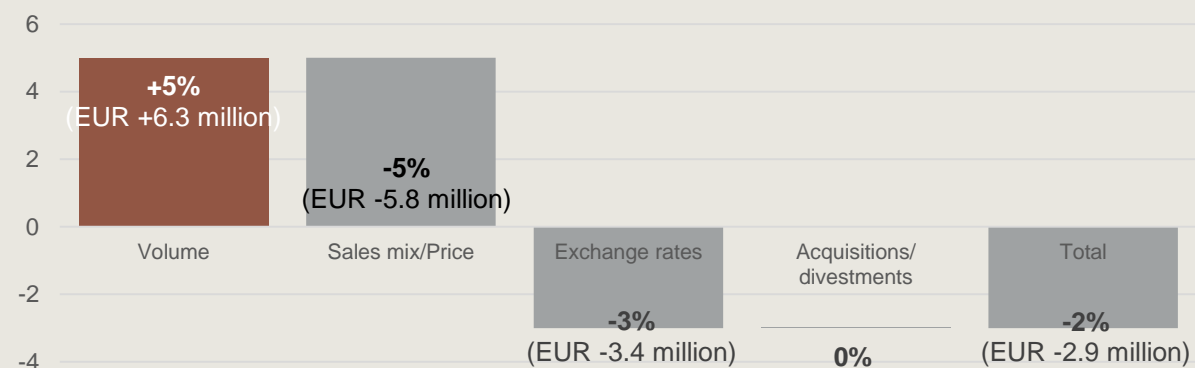 6
4
2
0
-2
-4
+5%
(EUR +6.3 million)
-5%
(EUR -5.8 million)
Volume
Sales mix/Price
Exchange rates
Acquisitions/
divestments
Total
-3%
(EUR -3.4 million)
0%
-2%
(EUR -2.9 million)